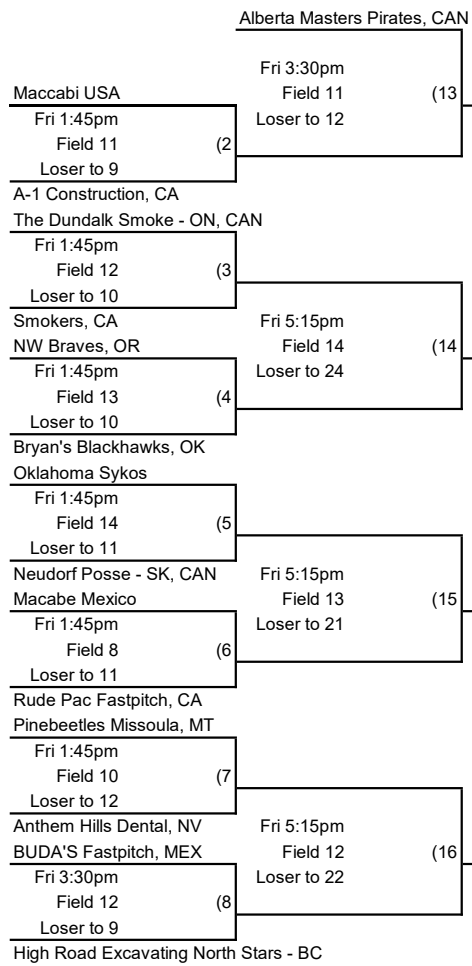 Alberta Masters Pirates, CAN
Fri 3:30pm
Maccabi USA
Field 11 (13
Fri 1:45pm
Loser to 12
Field 11 (2
Loser to 9
A-1 Construction, CA
The Dundalk Smoke - ON, CAN
Fri 1:45pm
Field 12 (3
Loser to 10
Smokers, CA
Fri 5:15pm
NW Braves, OR
Field 14 (14
Fri 1:45pm
Loser to 24
Field 13 (4
Loser to 10
Bryan's Blackhawks, OK
Oklahoma Sykos
Fri 1:45pm
Field 14 (5
Loser to 11
Neudorf Posse - SK, CAN
Fri 5:15pm
Macabe Mexico
Field 13 (15
Fri 1:45pm
Loser to 21
Field 8 (6
Loser to 11
Rude Pac Fastpitch, CA
Pinebeetles Missoula, MT
Fri 1:45pm
Field 10 (7
Loser to 12
Anthem Hills Dental, NV
Fri 5:15pm
BUDA'S Fastpitch, MEX
Field 12 (16
Fri 3:30pm
Loser to 22
Field 12 (8
Loser to 9
High Road Excavating North Stars - BC